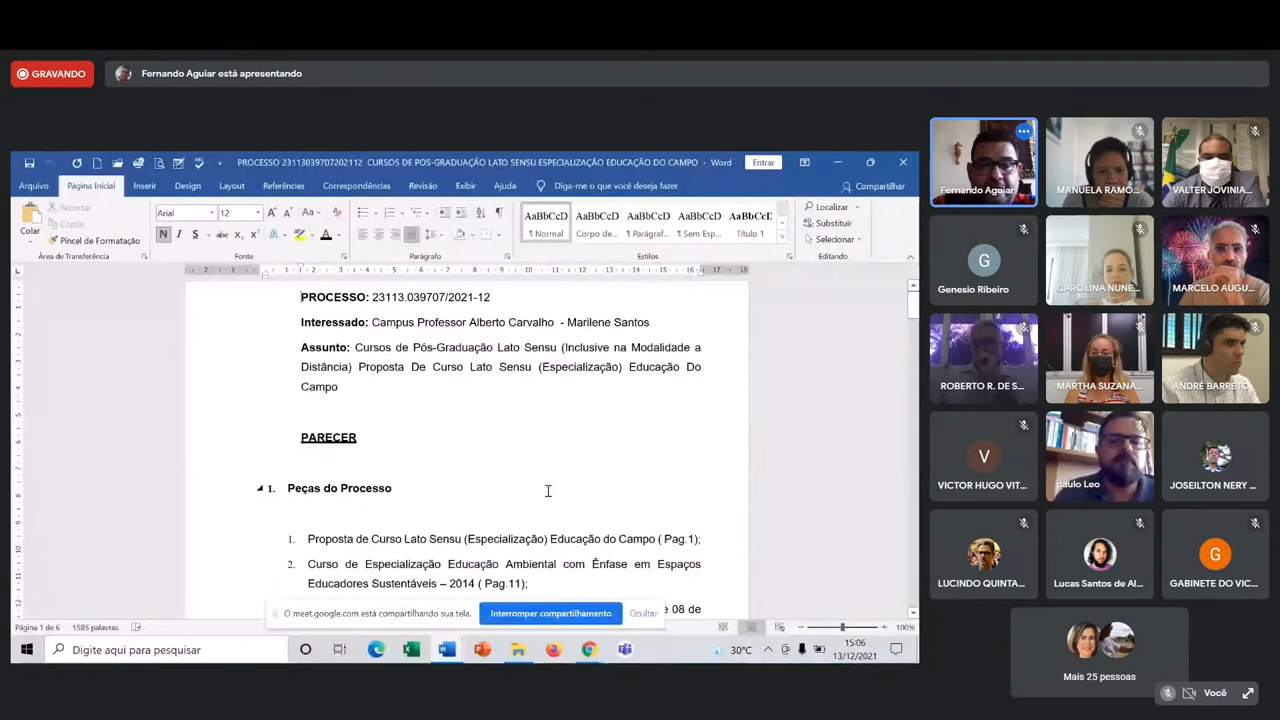 GRAVANDO
Fernando Aguiar está apresentando
PROCESSO 23113039707202112 CURSOS DE PÓS-GRADUAÇÃO LATO SENSU ESPECIALIZAÇÃO EDUCAÇÃO DO CAMPO - Word
Entrar
Arquivo Página Inicial Inserir Design Layout Referências Correspondências Revisão Exibir Ajuda Diga-me o que você deseja fazer Compartilhar
Colar
Recortar
Copiar
Pincel de Formatação
Área de Transferência
Arial 12
Fonte
Parágrafo
AaBbCcD AaBbCcD AaBbCcD AaBbCcD
¶ Normal Corpo de... ¶ Parágraf... ¶ Sem Esp... Título 1
Estilos
Localizar
Substituir
Selecionar
Editando
PROCESSO: 23113.039707/2021-12
Interessado: Campus Professor Alberto Carvalho - Marilene Santos
Assunto: Cursos de Pós-Graduação Lato Sensu (Inclusive na Modalidade a
Distância) Proposta De Curso Lato Sensu (Especialização) Educação Do
Campo
PARECER
1. Peças do Processo
1. Proposta de Curso Lato Sensu (Especialização) Educação do Campo ( Pag.1);
2. Curso de Especialização Educação Ambiental com Ênfase em Espaços
Educadores Sustentáveis – 2014 ( Pag.11);
e 08 de
O meet.google.com está compartilhando sua tela.
Interromper compartilhamento
Ocultar
Página 1 de 6 1585 palavras
100%
Digite aqui para pesquisar
30°C
15:06
13/12/2021
Fernando Aguiar
MANUELA RAMO...
VALTER JOVINIA...
Genesio Ribeiro
CAROLINA NUNE...
MARCELO AUGU...
ROBERTO R. DE S...
MARTHA SUZANA...
ANDRÉ BARRETO
VICTOR HUGO VIT...
paulo Leo
JOSEILTON NERY ...
LUCINDO QUINTA...
Lucas Santos de Al...
GABINETE DO VIC...
G
V
G
Mais 25 pessoas
Você